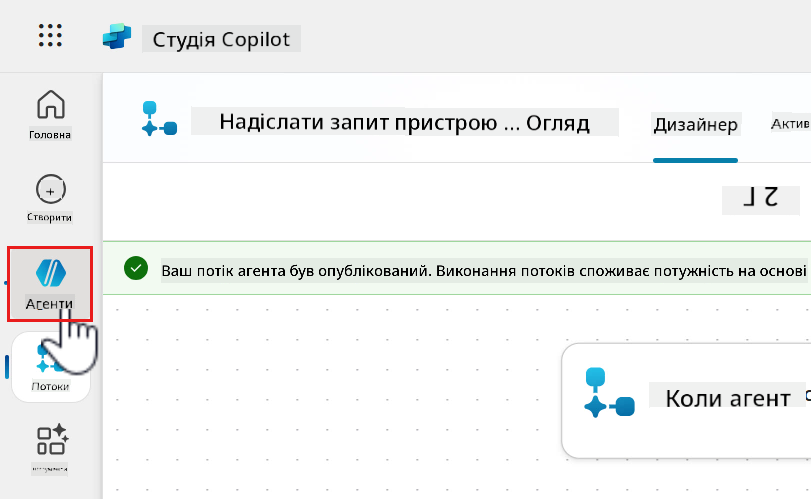 Студія Copilot
Головна
Створити
Агенти
Потоки
Надіслати запит пристрою ... Огляд
Дизайнер
Актив
Ваш потік агента був опублікований. Виконання потоків споживає потужність на основі
Коли агент